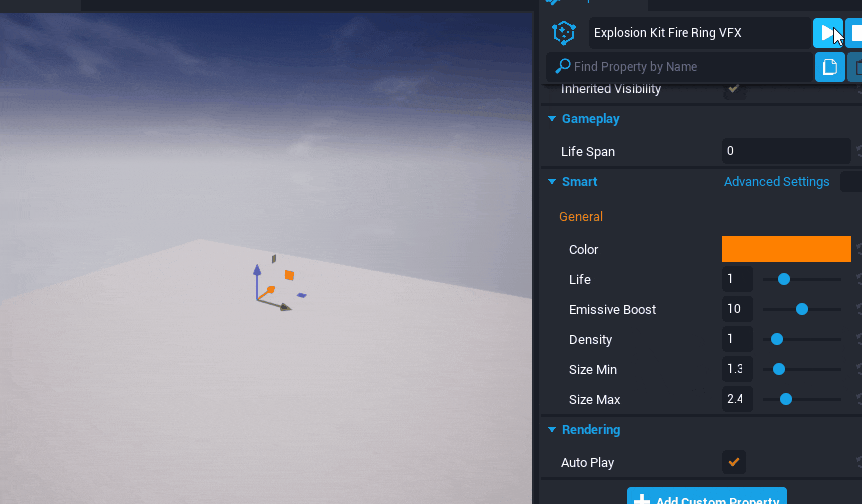 Explosion Kit Fire Ring VFX
Find Property by Name
Inherited Visibility
Gameplay
Life Span 0
Smart Advanced Settings
General
Color
Life 1
Emissive Boost 10
Density 1
Size Min 1.3
Size Max 2.4
Rendering
Auto Play
Add Custom Property